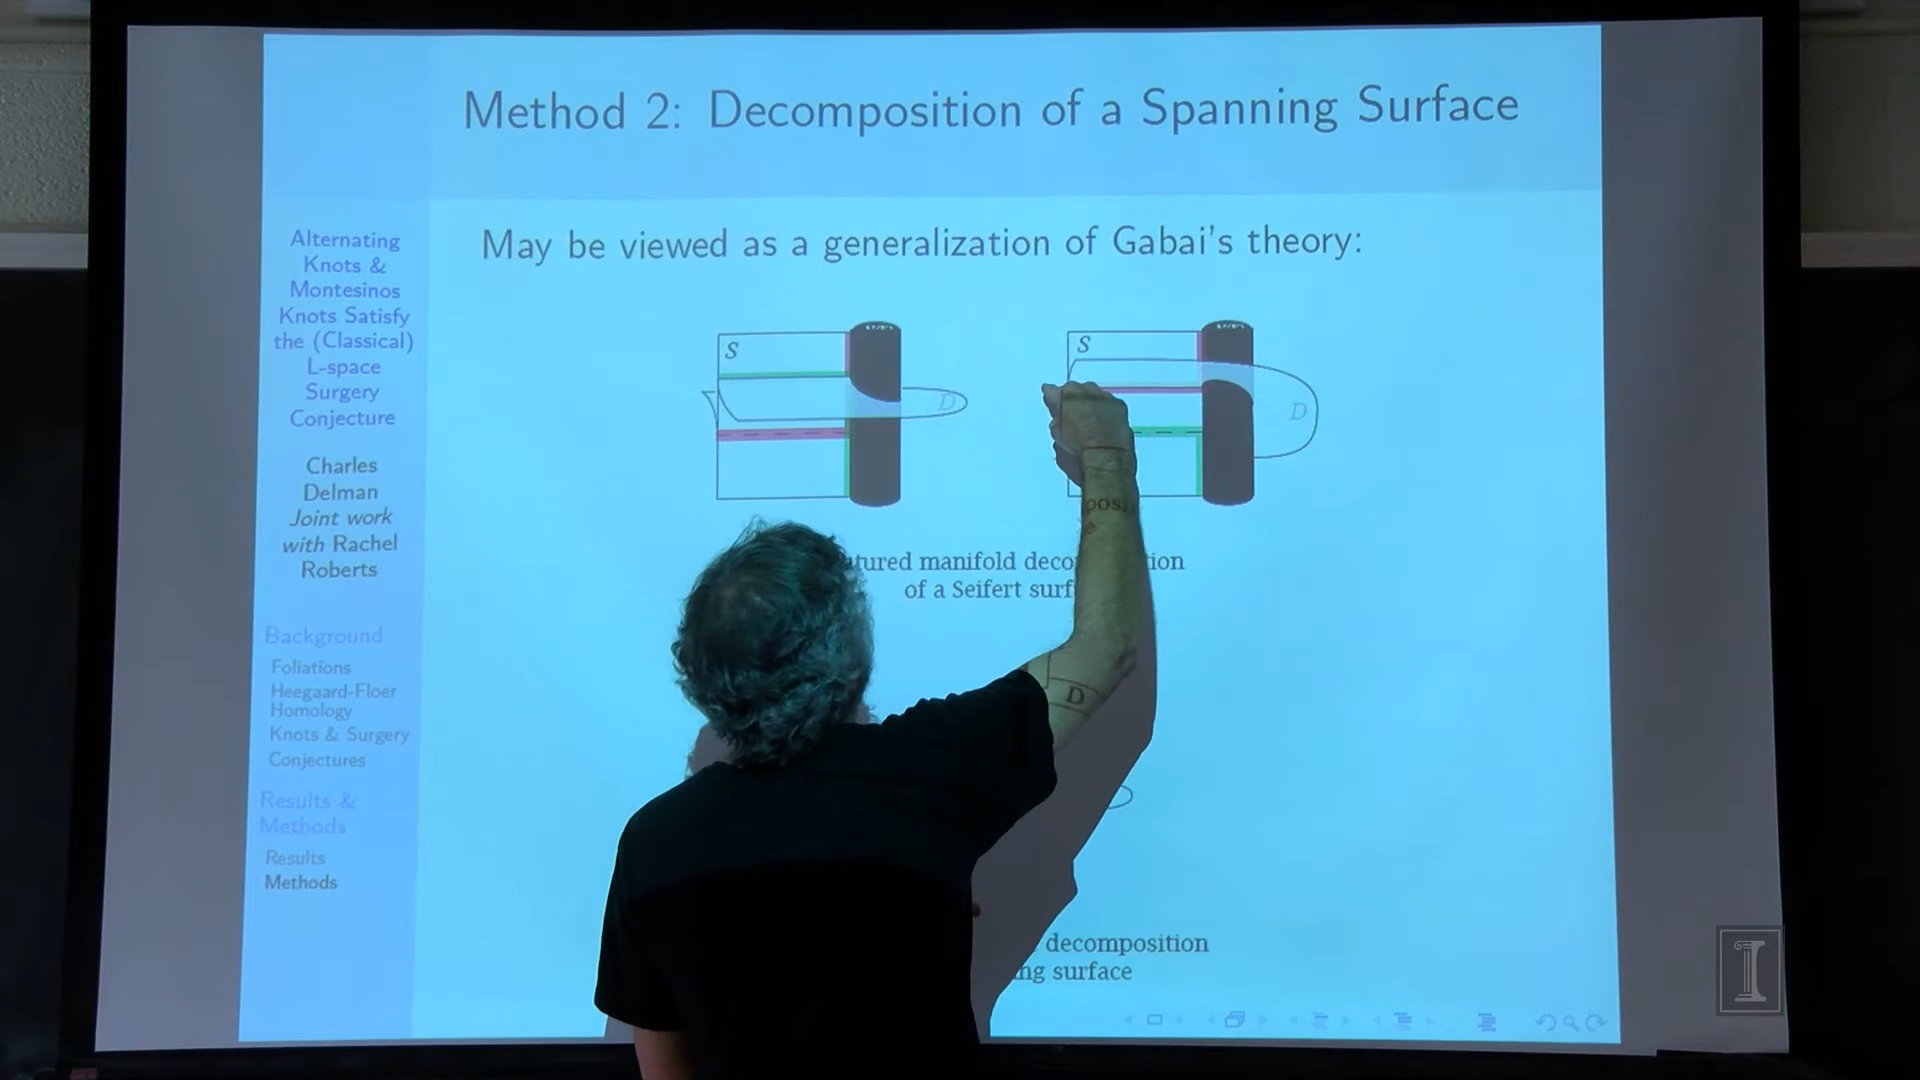 Method 2: Decomposition of a Spanning Surface
May be viewed as a generalization of Gabai's theory:
Alternating
Knots &
Montesinos
Knots Satisfy
the (Classical)
L-space
Surgery
Conjecture
Charles
Delman
Joint work
with Rachel
Roberts
Background
Foliations
Heegaard-Floer
Homology
Knots & Surgery
Conjectures
Results &
Methods
Results
Methods
S
D
S
D
manifold
of a Seifert
D
decomposition
surface
I